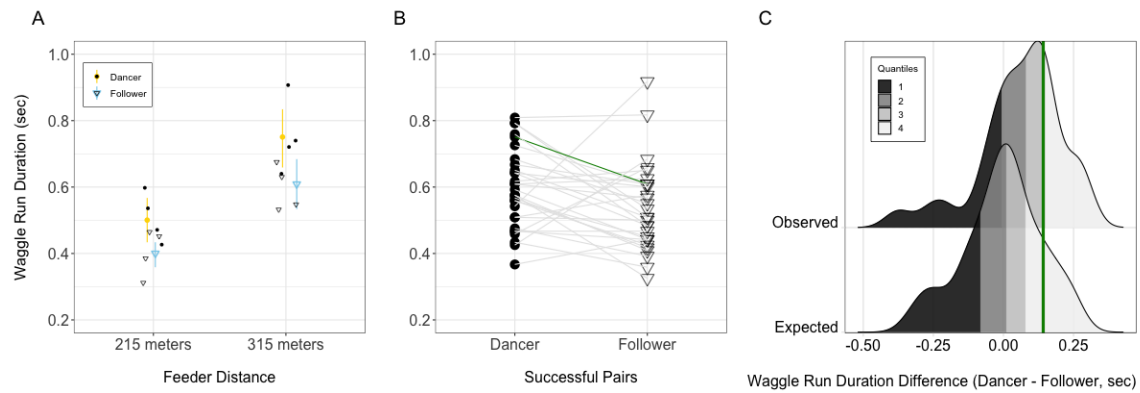 A
Waggle Run Duration (sec)
1.0
0.8
0.6
0.4
0.2
Dancer
Follower
215 meters
315 meters
Feeder Distance
B
1.0
0.8
0.6
0.4
0.2
Dancer
Follower
Successful Pairs
C
Quantiles
1
2
3
4
Observed
Expected
-0.50
-0.25
0.00
0.25
Waggle Run Duration Difference (Dancer - Follower, sec)